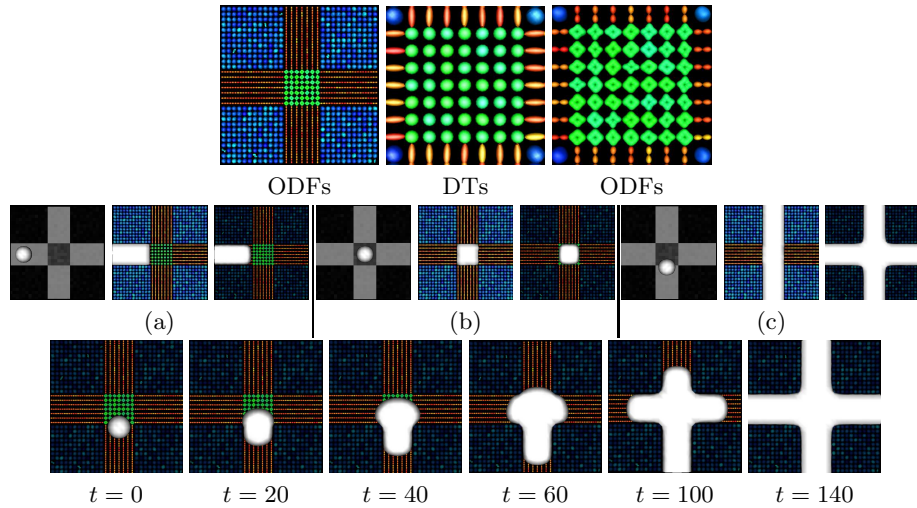 ODFs DTs ODFs
(a) (b) (c)
t = 0 t = 20 t = 40 t = 60 t = 100 t = 140